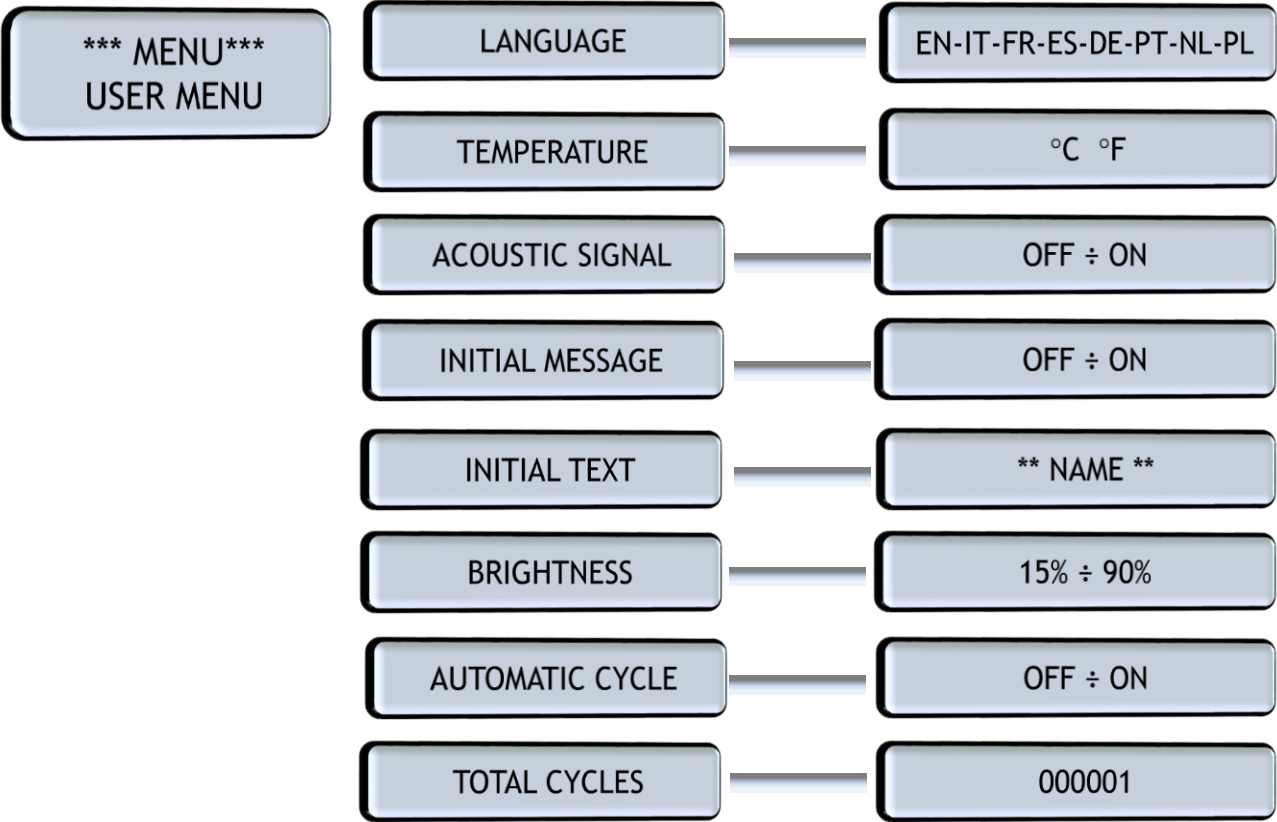 *** MENU***
USER MENU
LANGUAGE
EN-IT-FR-ES-DE-PT-NL-PL
TEMPERATURE
°C °F
ACOUSTIC SIGNAL
OFF ÷ ON
INITIAL MESSAGE
OFF ÷ ON
INITIAL TEXT
** NAME **
BRIGHTNESS
15% ÷ 90%
AUTOMATIC CYCLE
OFF ÷ ON
TOTAL CYCLES
000001